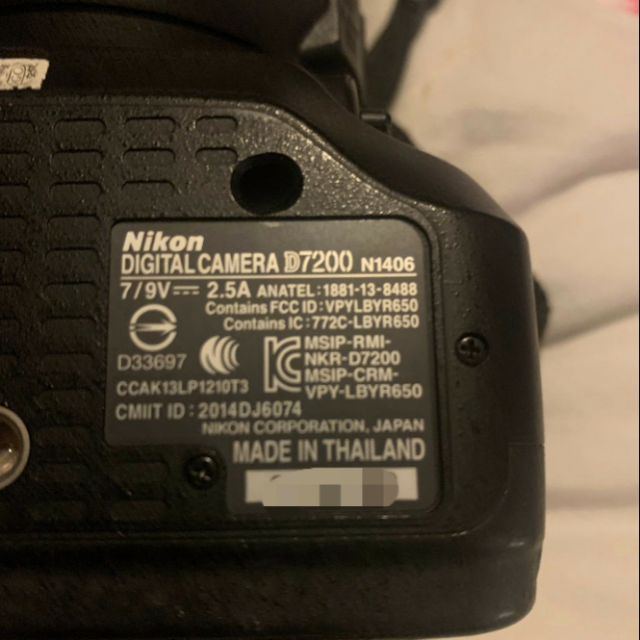 Nikon
DIGITAL CAMERA D7200 N1406
7/9V⎓ 2.5A ANATEL:1881-13-8488
Contains FCC ID:VPYLBYR650
Contains IC:772C-LBYR650
D33697
MSIP-RMI-
NKR-D7200
MSIP-CRM-
VPY-LBYR650
CCAK13LP1210T3
CMIIT ID : 2014DJ6074
NIKON CORPORATION, JAPAN
MADE IN THAILAND